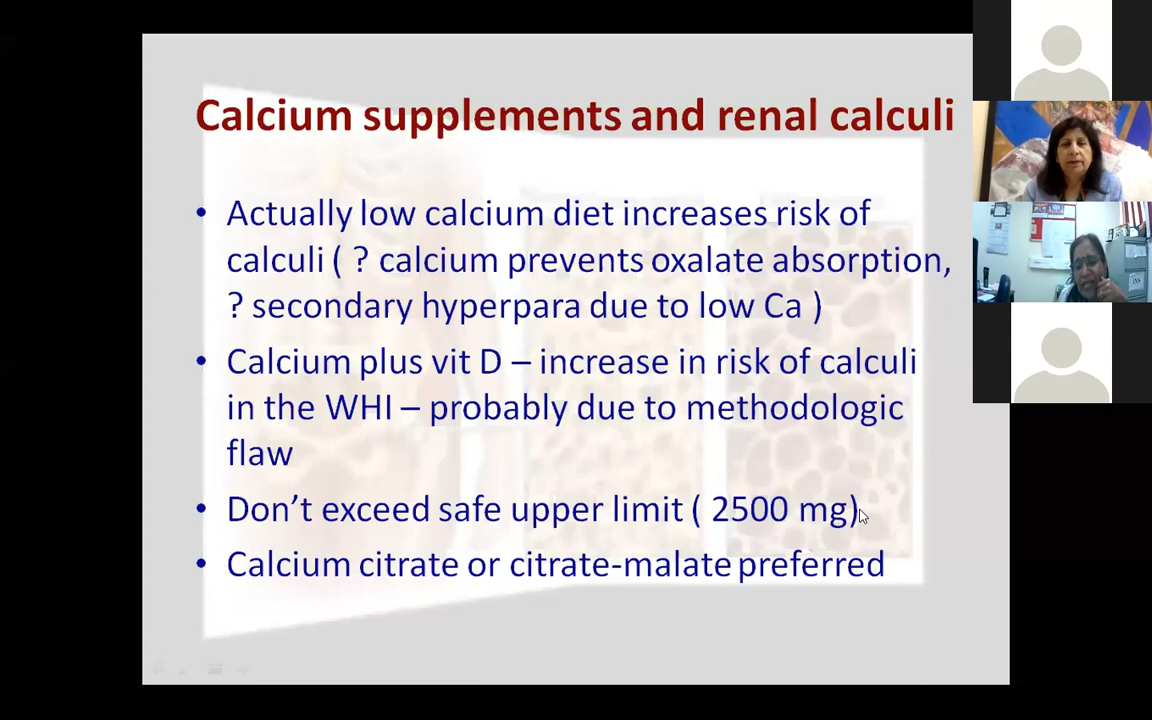 Calcium supplements and renal calculi
• Actually low calcium diet increases risk of
calculi ( ? calcium prevents oxalate absorption,
? secondary hyperpara due to low Ca )
• Calcium plus vit D – increase in risk of calculi
in the WHI – probably due to methodologic
flaw
• Don’t exceed safe upper limit ( 2500 mg)
• Calcium citrate or citrate-malate preferred